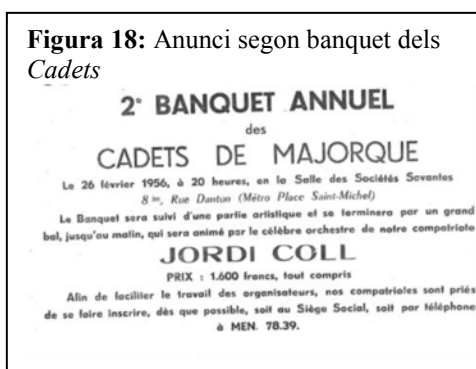 Figura 18: Anunci segon banquet dels
Cadets
2e BANQUET ANNUEL
des
CADETS DE MAJORQUE
Le 26 février 1956, à 20 heures, en la Salle des Sociétés Savantes
8 bis, Rue Danton (Métro Place Saint-Michel)
Le Banquet sera suivi d'une partie artistique et se terminera par un grand
bal, jusqu'au matin, qui sera animé par le célèbre orchestre de notre compatriote
JORDI COLL
PRIX : 1.600 francs, tout compris
Afin de faciliter le travail des organisateurs, nos compatriotes sont priés
de se faire inscrire, dès que possible, soit au Siège Social, soit par téléphone
à MEN. 78.39.